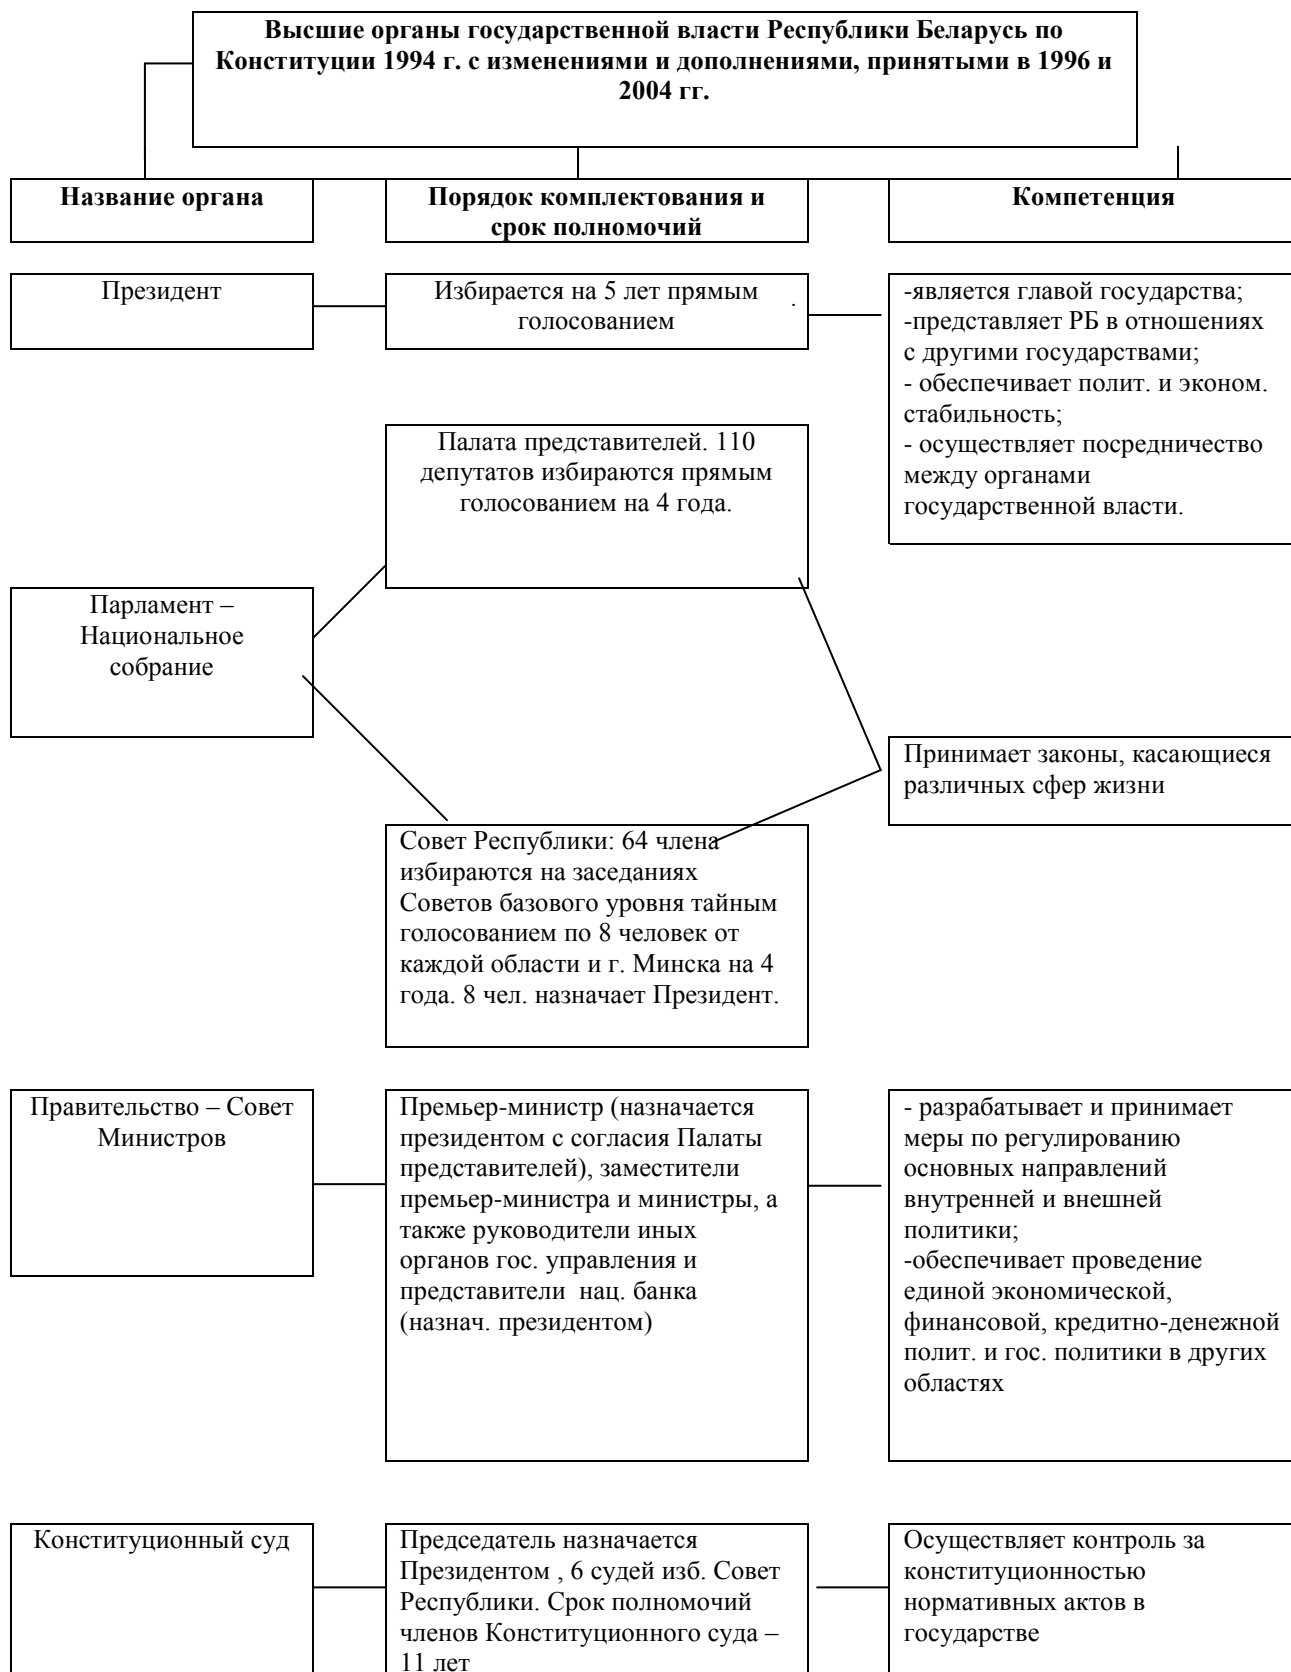 Высшие органы государственной власти Республики Беларусь по
Конституции 1994 г. с изменениями и дополнениями, принятыми в 1996 и
2004 гг.
Название органа
Порядок комплектования и
срок полномочий
Компетенция
Президент
Избирается на 5 лет прямым
голосованием
-является главой государства;
-представляет РБ в отношениях
с другими государствами;
- обеспечивает полит. и эконом.
стабильность;
- осуществляет посредничество
между органами
государственной власти.
Палата представителей. 110
депутатов избираются прямым
голосованием на 4 года.
Парламент –
Национальное
собрание
Принимает законы, касающиеся
различных сфер жизни
Совет Республики: 64 члена
избираются на заседаниях
Советов базового уровня тайным
голосованием по 8 человек от
каждой области и г. Минска на 4
года. 8 чел. назначает Президент.
Правительство – Совет
Министров
Премьер-министр (назначается
президентом с согласия Палаты
представителей), заместители
премьер-министра и министры, а
также руководители иных
органов гос. управления и
представители нац. банка
(назнач. президентом)
- разрабатывает и принимает
меры по регулированию
основных направлений
внутренней и внешней
политики;
-обеспечивает проведение
единой экономической,
финансовой, кредитно-денежной
полит. и гос. политики в других
областях
Конституционный суд
Председатель назначается
Президентом , 6 судей изб. Совет
Республики. Срок полномочий
членов Конституционного суда –
11 лет
Осуществляет контроль за
конституционностью
нормативных актов в
государстве